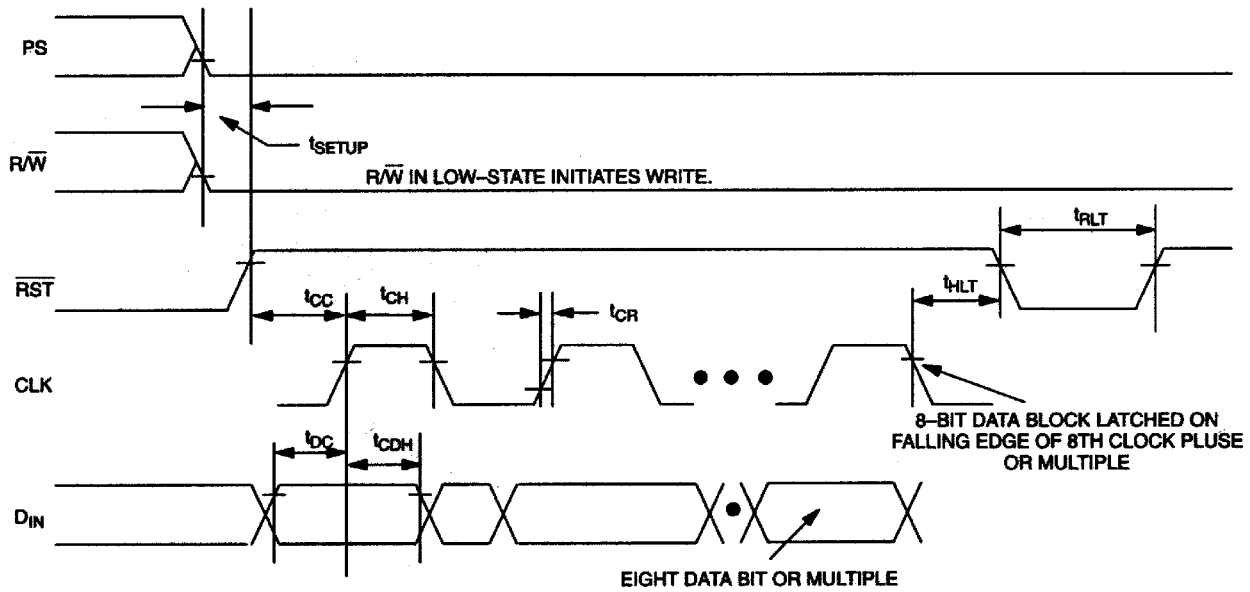 PS
tSETUP
R/W̅
R/W̅ IN LOW–STATE INITIATES WRITE.
tRLT
R̅S̅T̅
tCC
tCH
tCR
tHLT
CLK
8–BIT DATA BLOCK LATCHED ON
FALLING EDGE OF 8TH CLOCK PLUSE
OR MULTIPLE
tDC
tCDH
DIN
EIGHT DATA BIT OR MULTIPLE